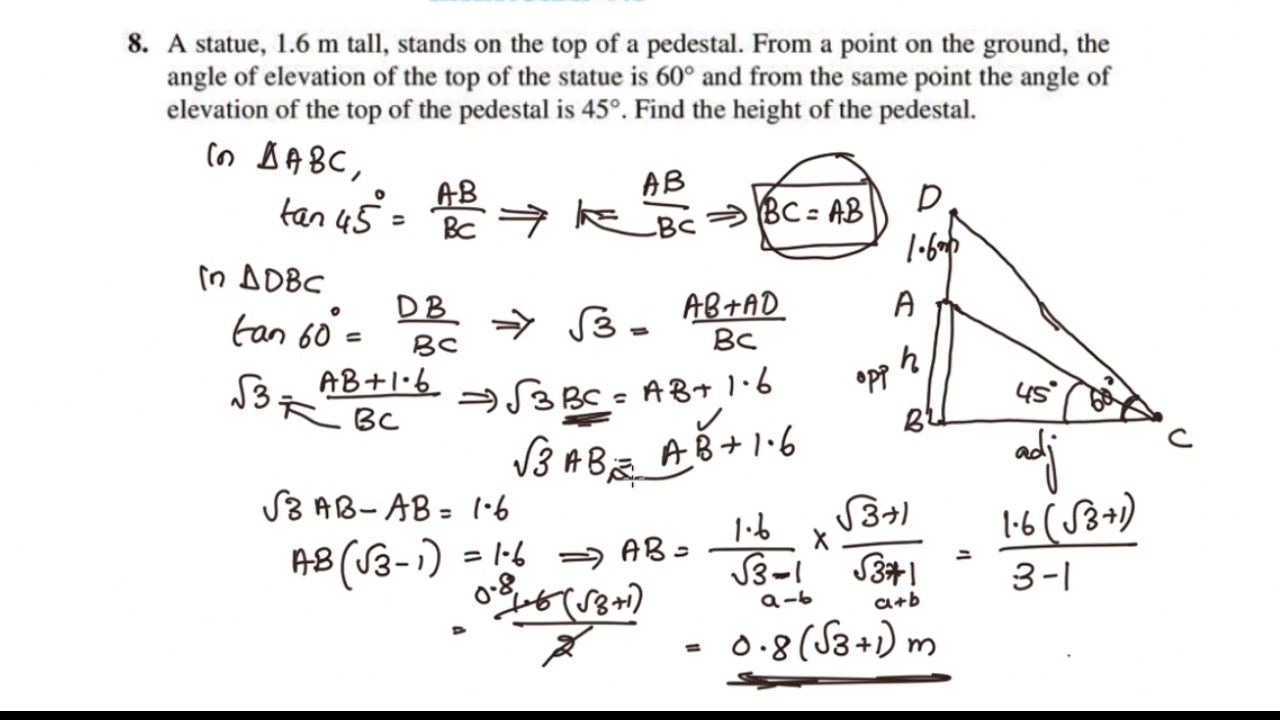 8. A statue, 1.6 m tall, stands on the top of a pedestal. From a point on the ground, the
angle of elevation of the top of the statue is 60° and from the same point the angle of
elevation of the top of the pedestal is 45°. Find the height of the pedestal.
In ΔABC,
tan 45° = AB/BC ⇒ 1 = AB/BC ⇒ BC = AB
In ΔDBC
tan 60° = DB/BC ⇒ √3 = AB+AD/BC
√3 = AB+1.6/BC ⇒ √3 BC = AB + 1.6
√3 AB = AB + 1.6
√3 AB - AB = 1.6
AB(√3-1) = 1.6 ⇒ AB = 1.6/√3-1 × √3+1/√3+1 = 1.6(√3+1)/3-1
a-b a+b
= 0.8 1.6(√3+1)/2 = 0.8(√3+1) m
D
1.6m
A
opp h
45° 60°
B
adj
C